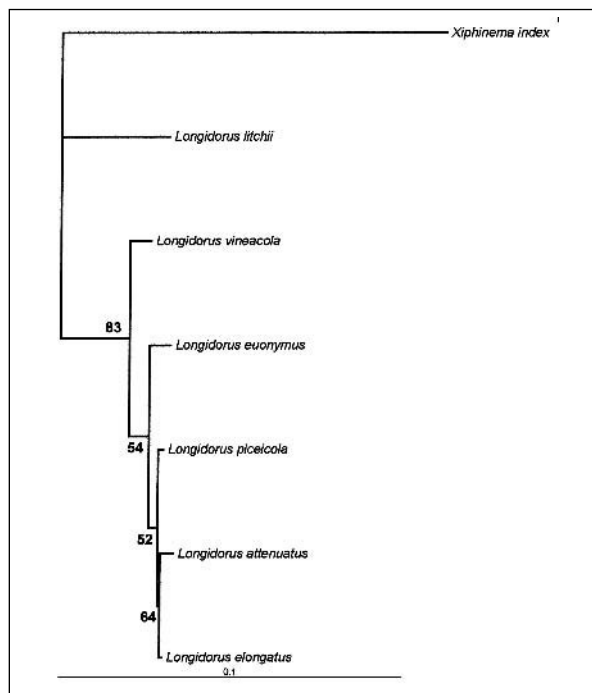 Xiphinema index
Longidorus litchii
Longidorus vineacola
83
Longidorus euonymus
54
Longidorus piceicola
52
Longidorus attenuatus
64
Longidorus elongatus
0.1